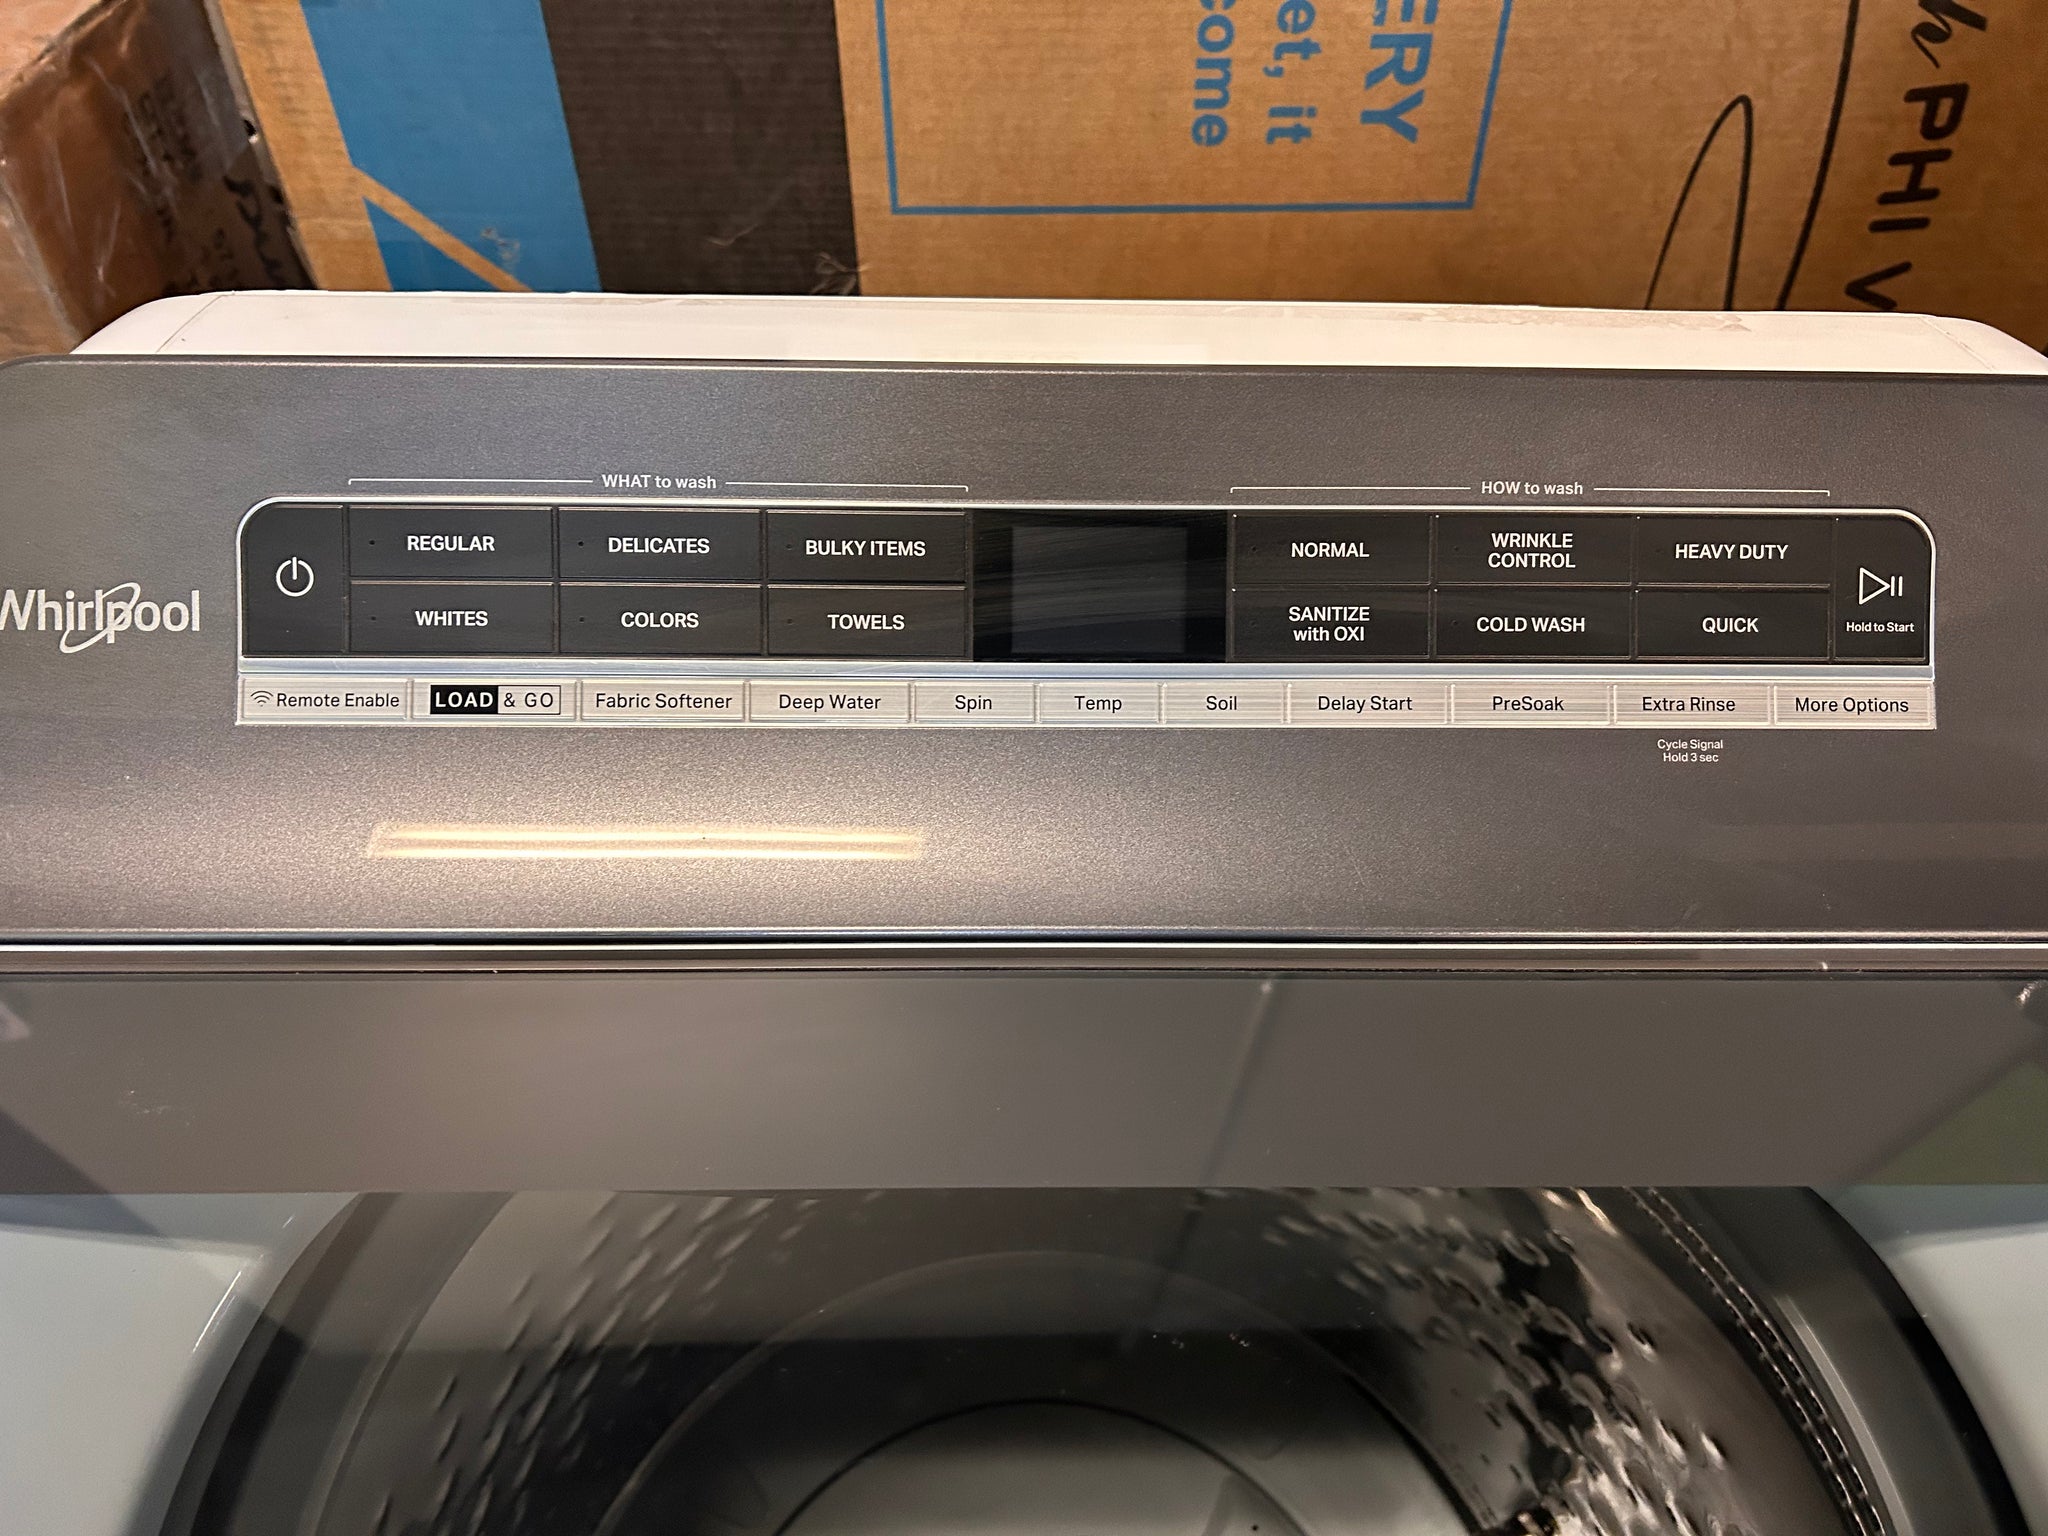 ERY
et, it
come
h PHI V
WHAT to wash
HOW to wash
REGULAR
DELICATES
BULKY ITEMS
NORMAL
WRINKLE
CONTROL
HEAVY DUTY
Whirlpool
WHITES
COLORS
TOWELS
SANITIZE
with OXI
COLD WASH
QUICK
Hold to Start
Remote Enable
LOAD & GO
Fabric Softener
Deep Water
Spin
Temp
Soil
Delay Start
PreSoak
Extra Rinse
More Options
Cycle Signal
Hold 3 sec